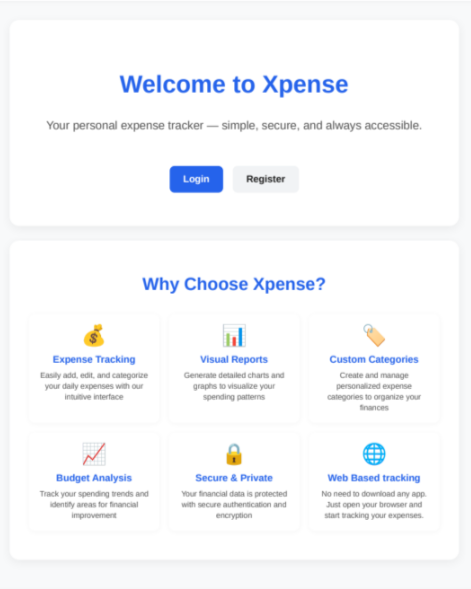 Welcome to Xpense
Your personal expense tracker — simple, secure, and always accessible.
Login
Register
Why Choose Xpense?
Expense Tracking
Easily add, edit, and categorize
your daily expenses with our
intuitive interface
Visual Reports
Generate detailed charts and
graphs to visualize your
spending patterns
Custom Categories
Create and manage
personalized expense
categories to organize your
finances
Budget Analysis
Track your spending trends and
identify areas for financial
improvement
Secure & Private
Your financial data is protected
with secure authentication and
encryption
Web Based tracking
No need to download any app.
Just open your browser and
start tracking your expenses.